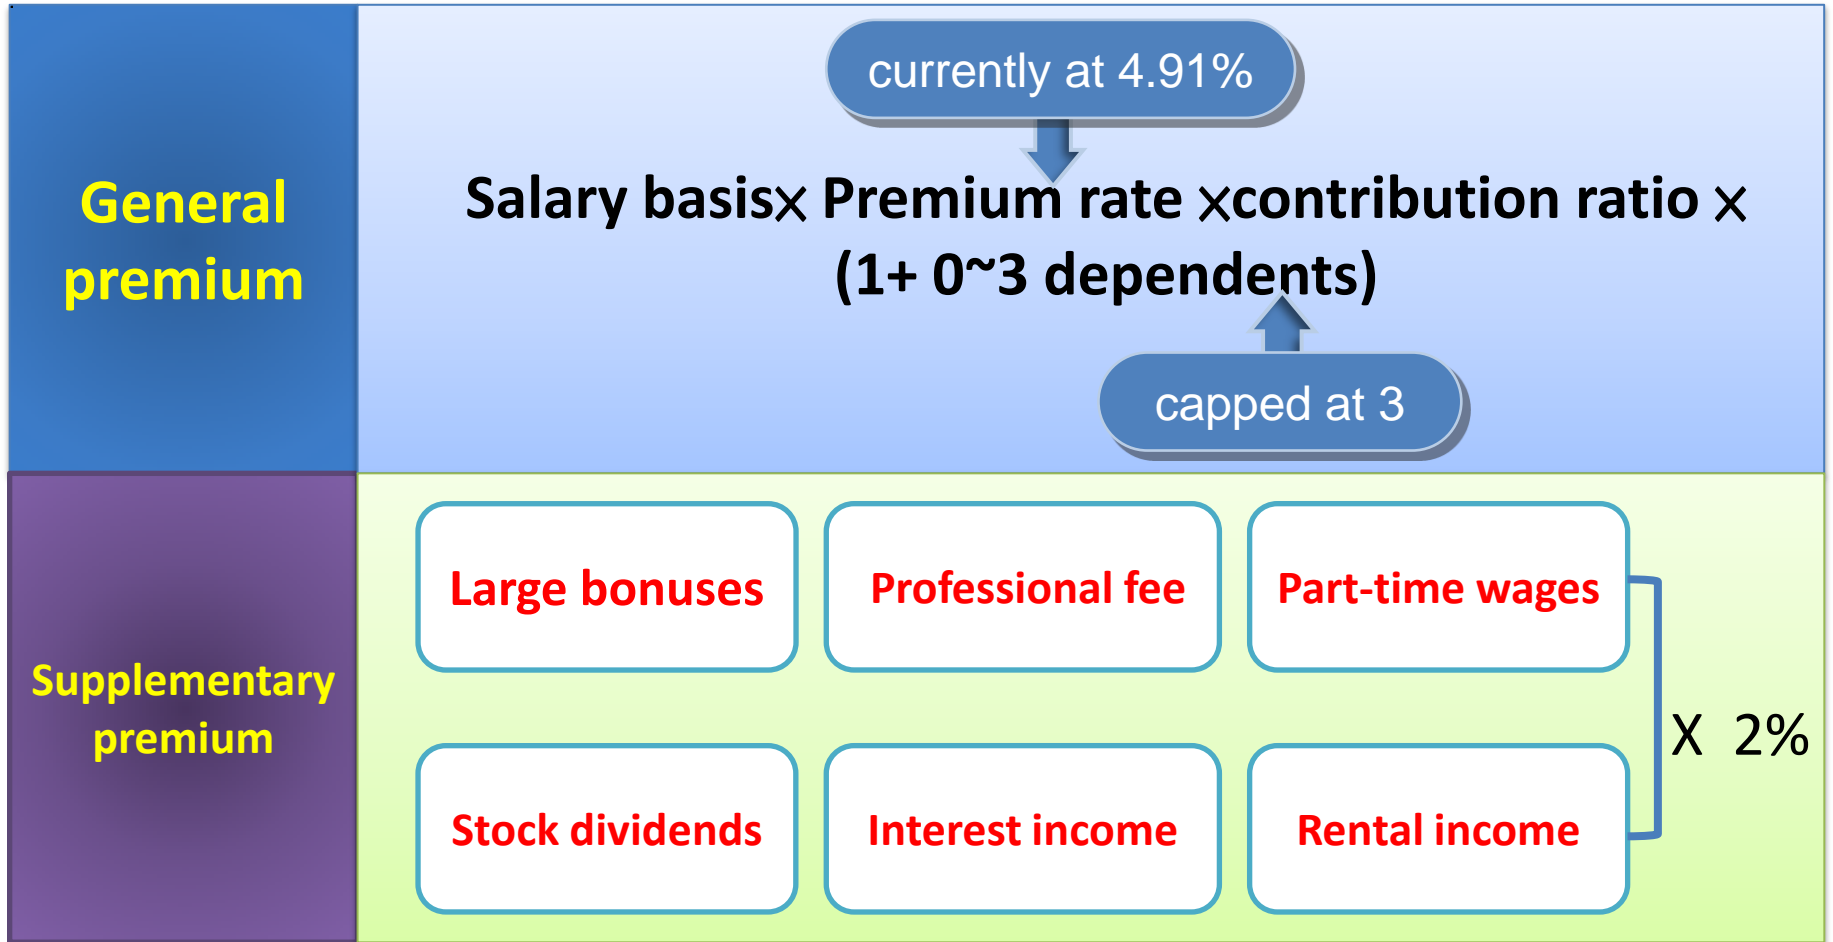 currently at 4.91%
General
premium
Salary basis× Premium rate ×contribution ratio ×
(1+ 0~3 dependents)
capped at 3
Supplementary
premium
Large bonuses
Professional fee
Part-time wages
X 2%
Stock dividends
Interest income
Rental income